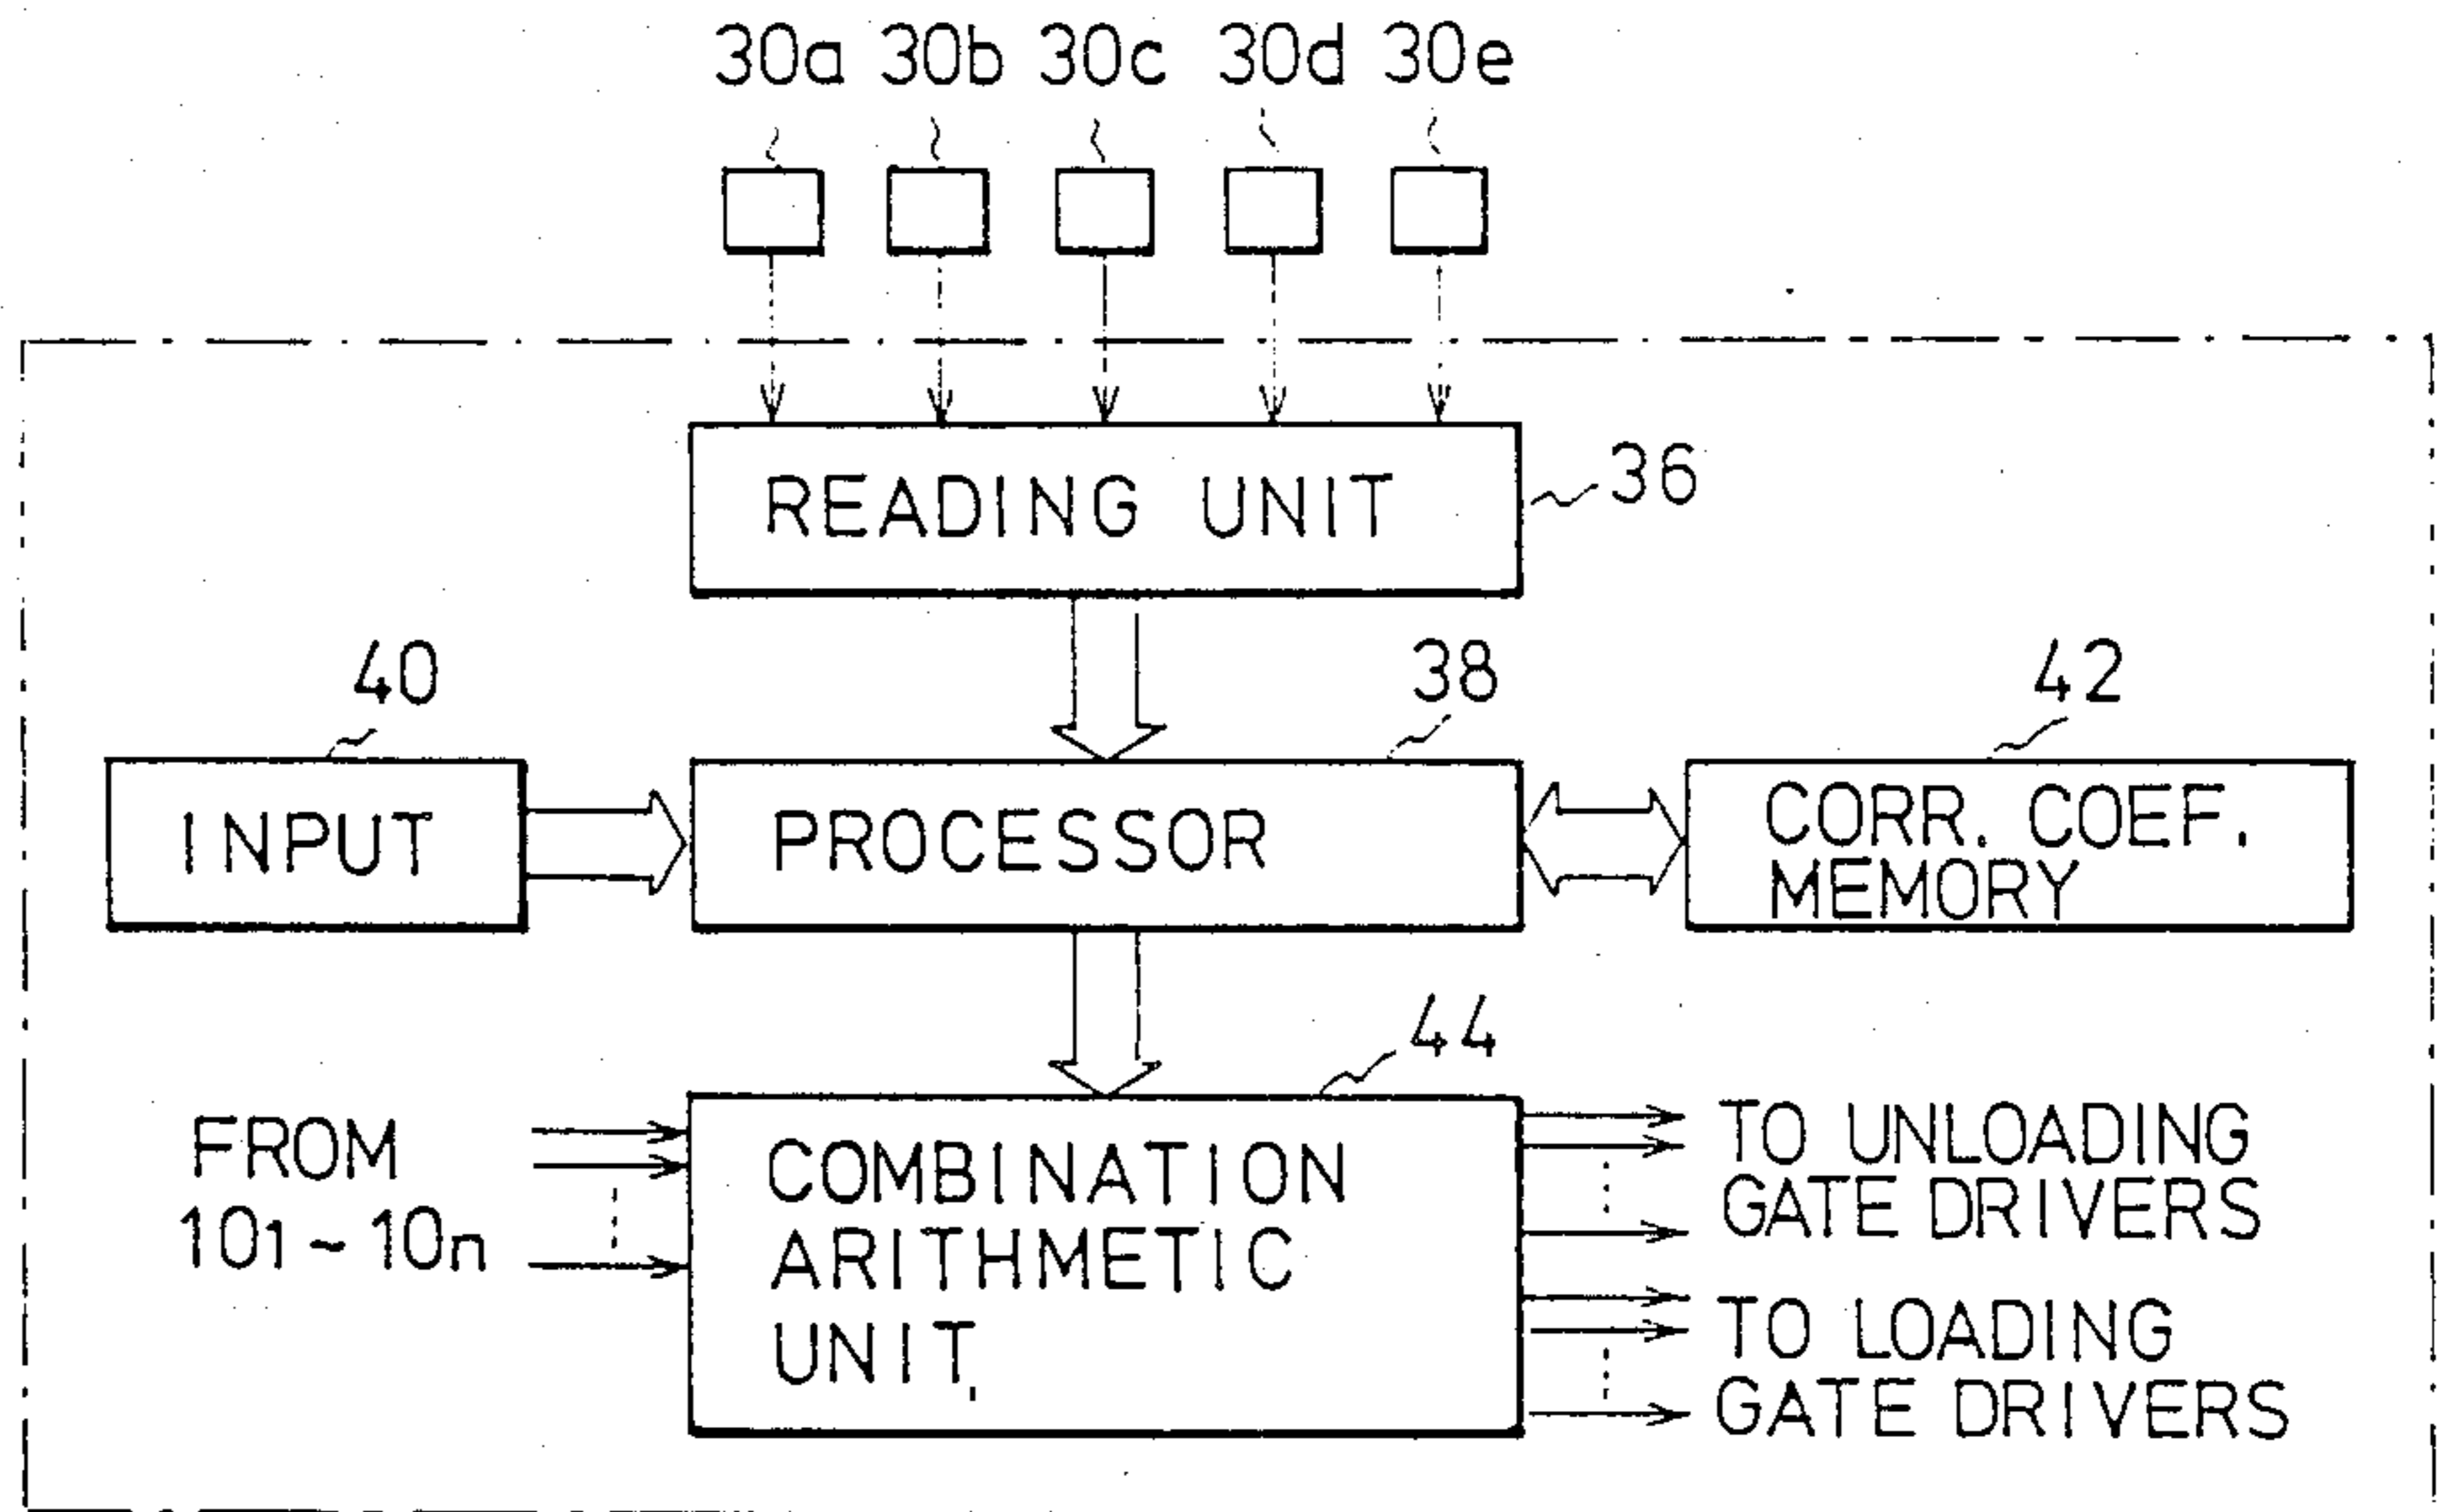 30a 30b 30c 30d 30e
READING UNIT
36
40
38
42
INPUT
PROCESSOR
CORR. COEF.
MEMORY
44
FROM
101~10n
COMBINATION
ARITHMETIC
UNIT
TO UNLOADING
GATE DRIVERS
TO LOADING
GATE DRIVERS